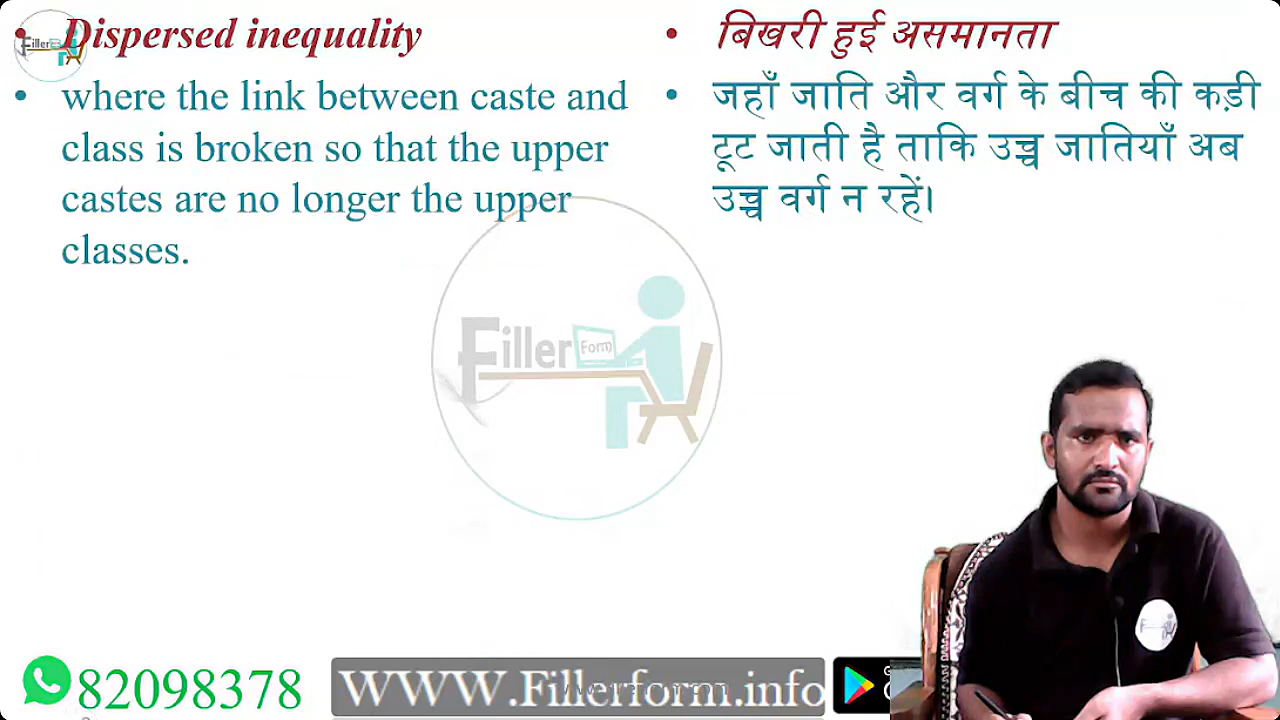 Dispersed inequality
where the link between caste and
class is broken so that the upper
castes are no longer the upper
classes.
बिखरी हुई असमानता
जहाँ जाति और वर्ग के बीच की कड़ी
टूट जाती है ताकि उच्च जातियाँ अब
उच्च वर्ग न रहें।
Filler Form
82098378
WWW.Fillerform.info